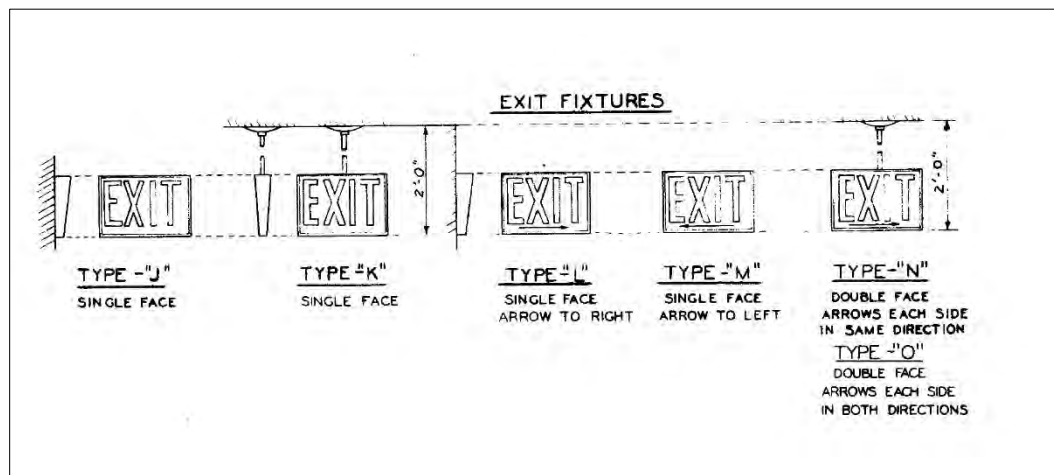 EXIT FIXTURES
2'-0"
2'-0"
EXIT
EXIT
EXIT
EXIT
EXIT
TYPE-"J"
SINGLE FACE
TYPE-"K"
SINGLE FACE
TYPE-"L"
SINGLE FACE
ARROW TO RIGHT
TYPE-"M"
SINGLE FACE
ARROW TO LEFT
TYPE-"N"
DOUBLE FACE
ARROWS EACH SIDE
IN SAME DIRECTION
TYPE-"O"
DOUBLE FACE
ARROWS EACH SIDE
IN BOTH DIRECTIONS